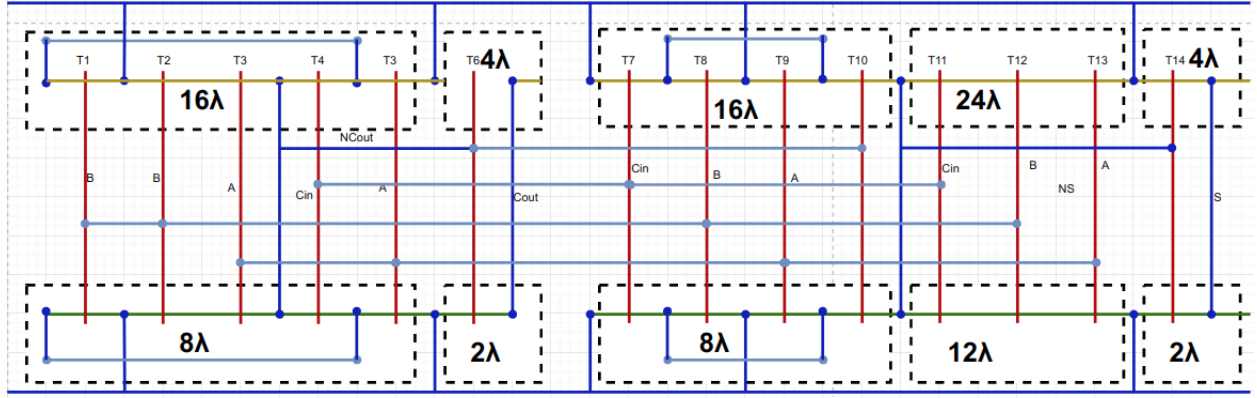 T1 T2 T3 T4 T3 T6 4λ T7 T8 T9 T10 T11 T12 T13 T14 4λ
16λ 16λ 24λ
NCout
B B A Cin A Cout Cin B A Cin B NS A S
8λ 2λ 8λ 12λ 2λ